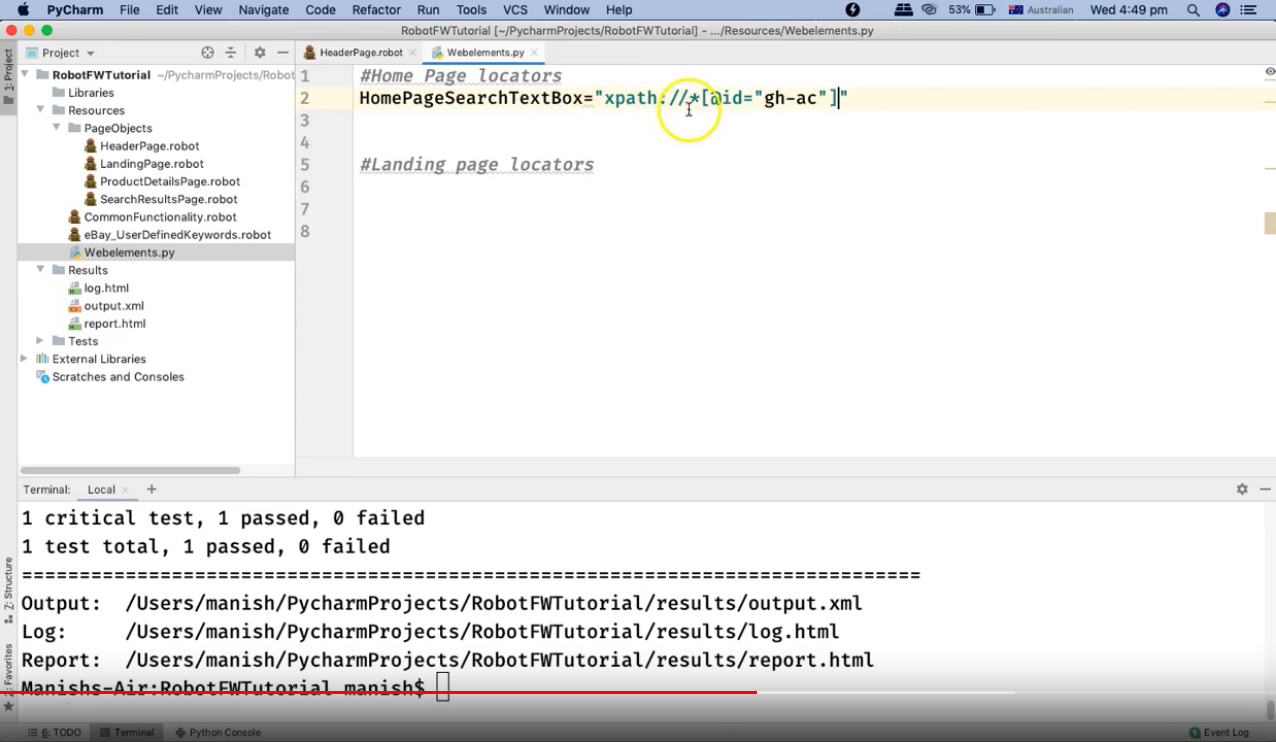 PyCharm File Edit View Navigate Code Refactor Run Tools VCS Window Help 53% Australian Wed 4:49 pm
RobotFWTutorial [~/PycharmProjects/RobotFWTutorial] - .../Resources/Webelements.py
1: Project
Project
HeaderPage.robot
Webelements.py
RobotFWTutorial ~/PycharmProjects/Robot
Libraries
Resources
PageObjects
HeaderPage.robot
LandingPage.robot
ProductDetailsPage.robot
SearchResultsPage.robot
CommonFunctionality.robot
eBay_UserDefinedKeywords.robot
Webelements.py
Results
log.html
output.xml
report.html
Tests
External Libraries
Scratches and Consoles
1 #Home Page locators
2 HomePageSearchTextBox="xpath://*[@id="gh-ac"]"
3
4
5 #Landing page locators
6
7
8
Terminal: Local +
1 critical test, 1 passed, 0 failed
1 test total, 1 passed, 0 failed
==============================================================================
Output: /Users/manish/PycharmProjects/RobotFWTutorial/results/output.xml
Log: /Users/manish/PycharmProjects/RobotFWTutorial/results/log.html
Report: /Users/manish/PycharmProjects/RobotFWTutorial/results/report.html
Manishs-Air:RobotFWTutorial manish$
Z: Structure
2: Favorites
6: TODO Terminal Python Console 1 Event Log